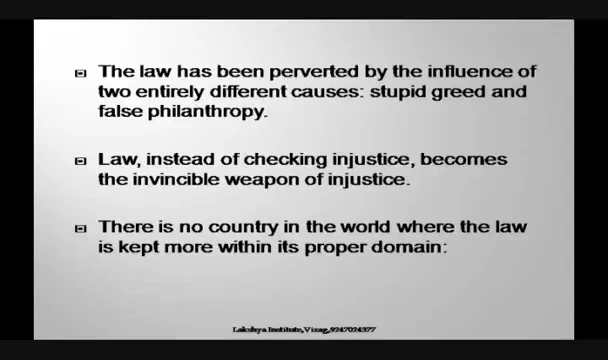 The law has been perverted by the influence of
two entirely different causes: stupid greed and
false philanthropy.
Law, instead of checking injustice, becomes
the invincible weapon of injustice.
There is no country in the world where the law
is kept more within its proper domain:
Lakshya Institute,Vizag,9247024377